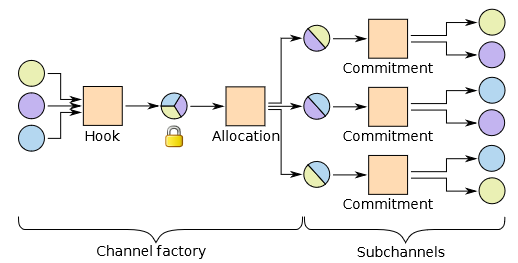 Commitment
Hook
Allocation
Commitment
Commitment
Channel factory
Subchannels